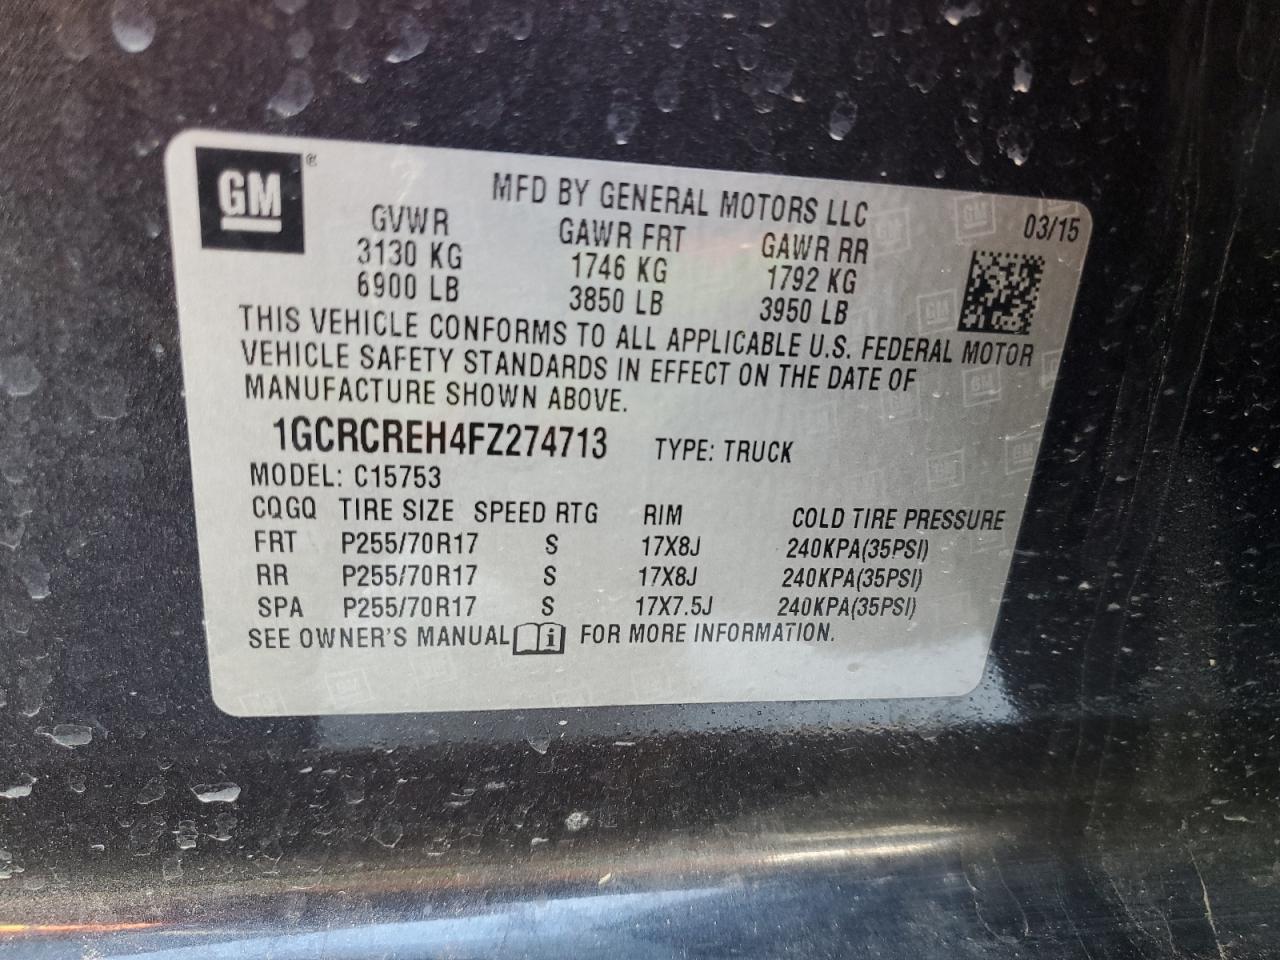 GM ®
MFD BY GENERAL MOTORS LLC
03/15
GVWR GAWR FRT GAWR RR
3130 KG 1746 KG 1792 KG
6900 LB 3850 LB 3950 LB
THIS VEHICLE CONFORMS TO ALL APPLICABLE U.S. FEDERAL MOTOR
VEHICLE SAFETY STANDARDS IN EFFECT ON THE DATE OF
MANUFACTURE SHOWN ABOVE.
1GCRCREH4FZ274713 TYPE: TRUCK
MODEL: C15753
CQGQ TIRE SIZE SPEED RTG RIM COLD TIRE PRESSURE
FRT P255/70R17 S 17X8J 240KPA(35PSI)
RR P255/70R17 S 17X8J 240KPA(35PSI)
SPA P255/70R17 S 17X7.5J 240KPA(35PSI)
SEE OWNER'S MANUAL i FOR MORE INFORMATION.